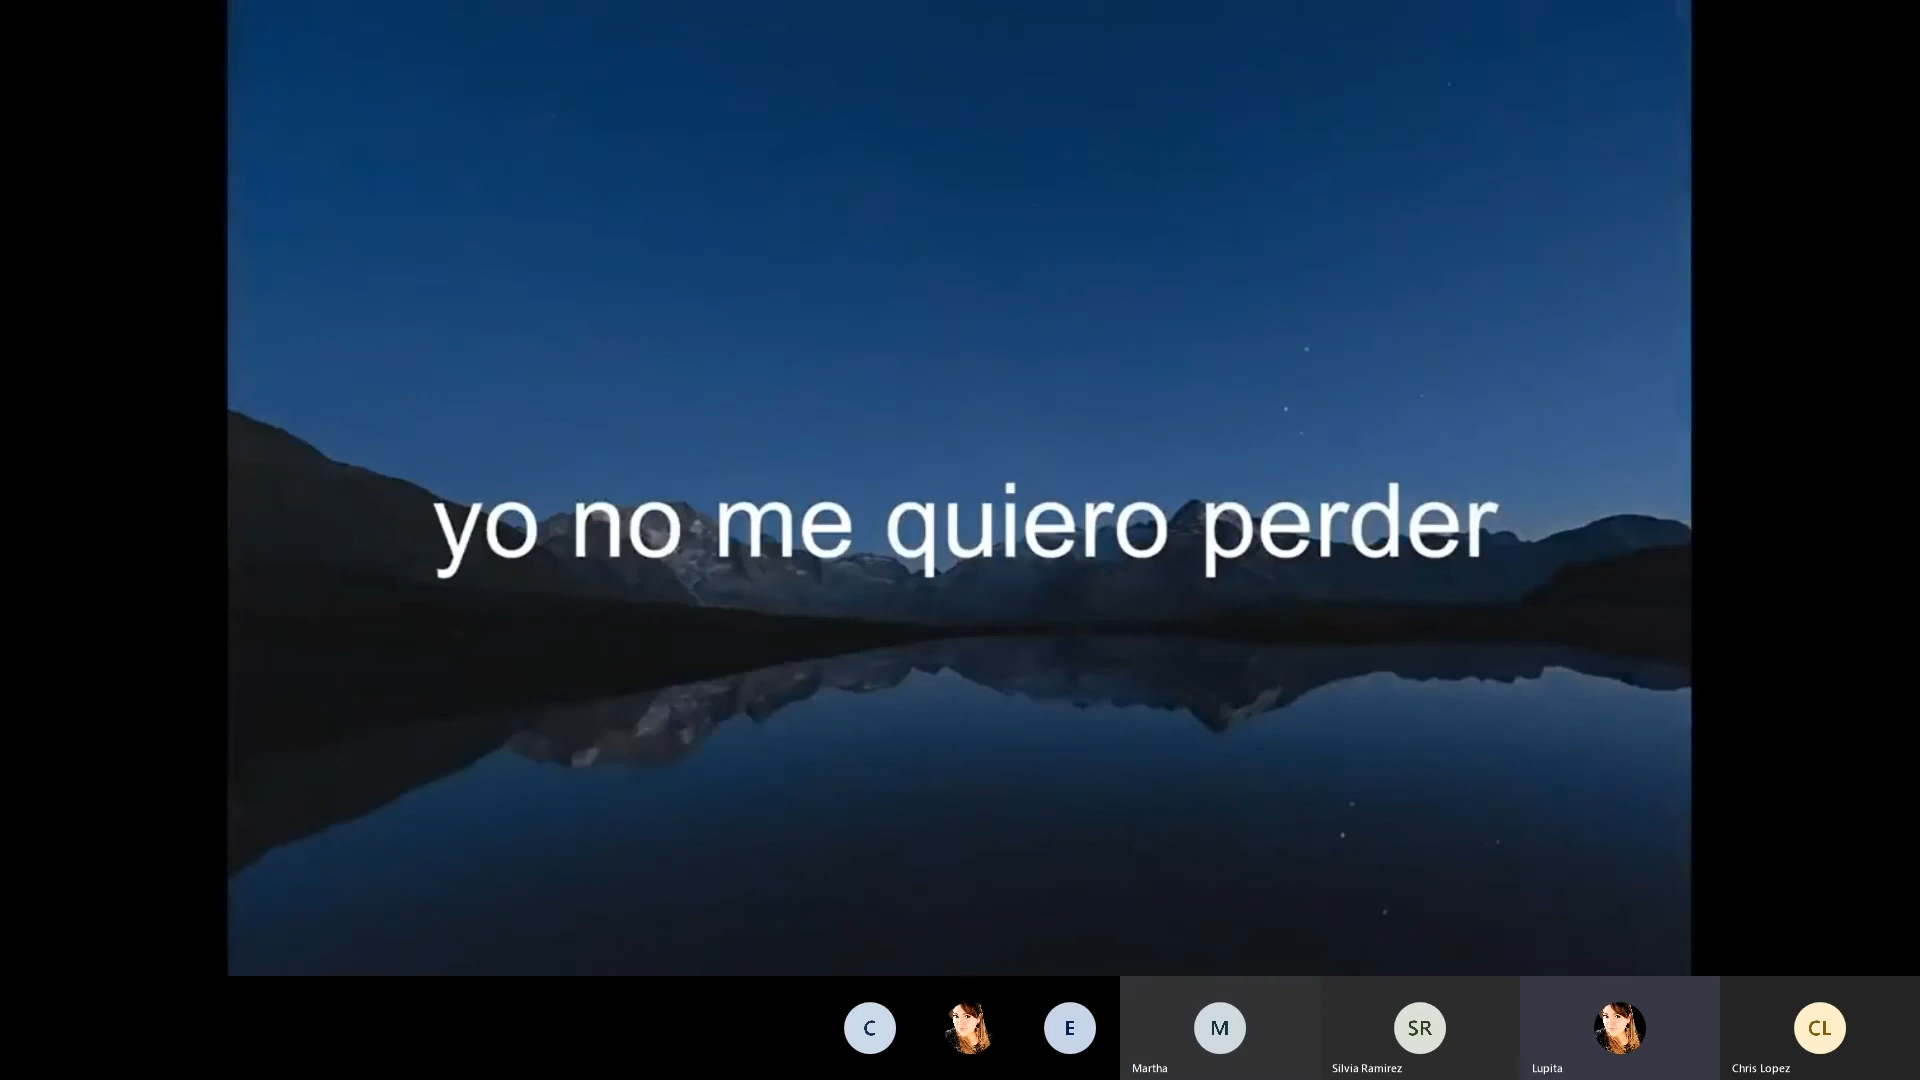 yo no me quiero perder
C
E
M
SR
CL
Martha
Silvia Ramirez
Lupita
Chris Lopez